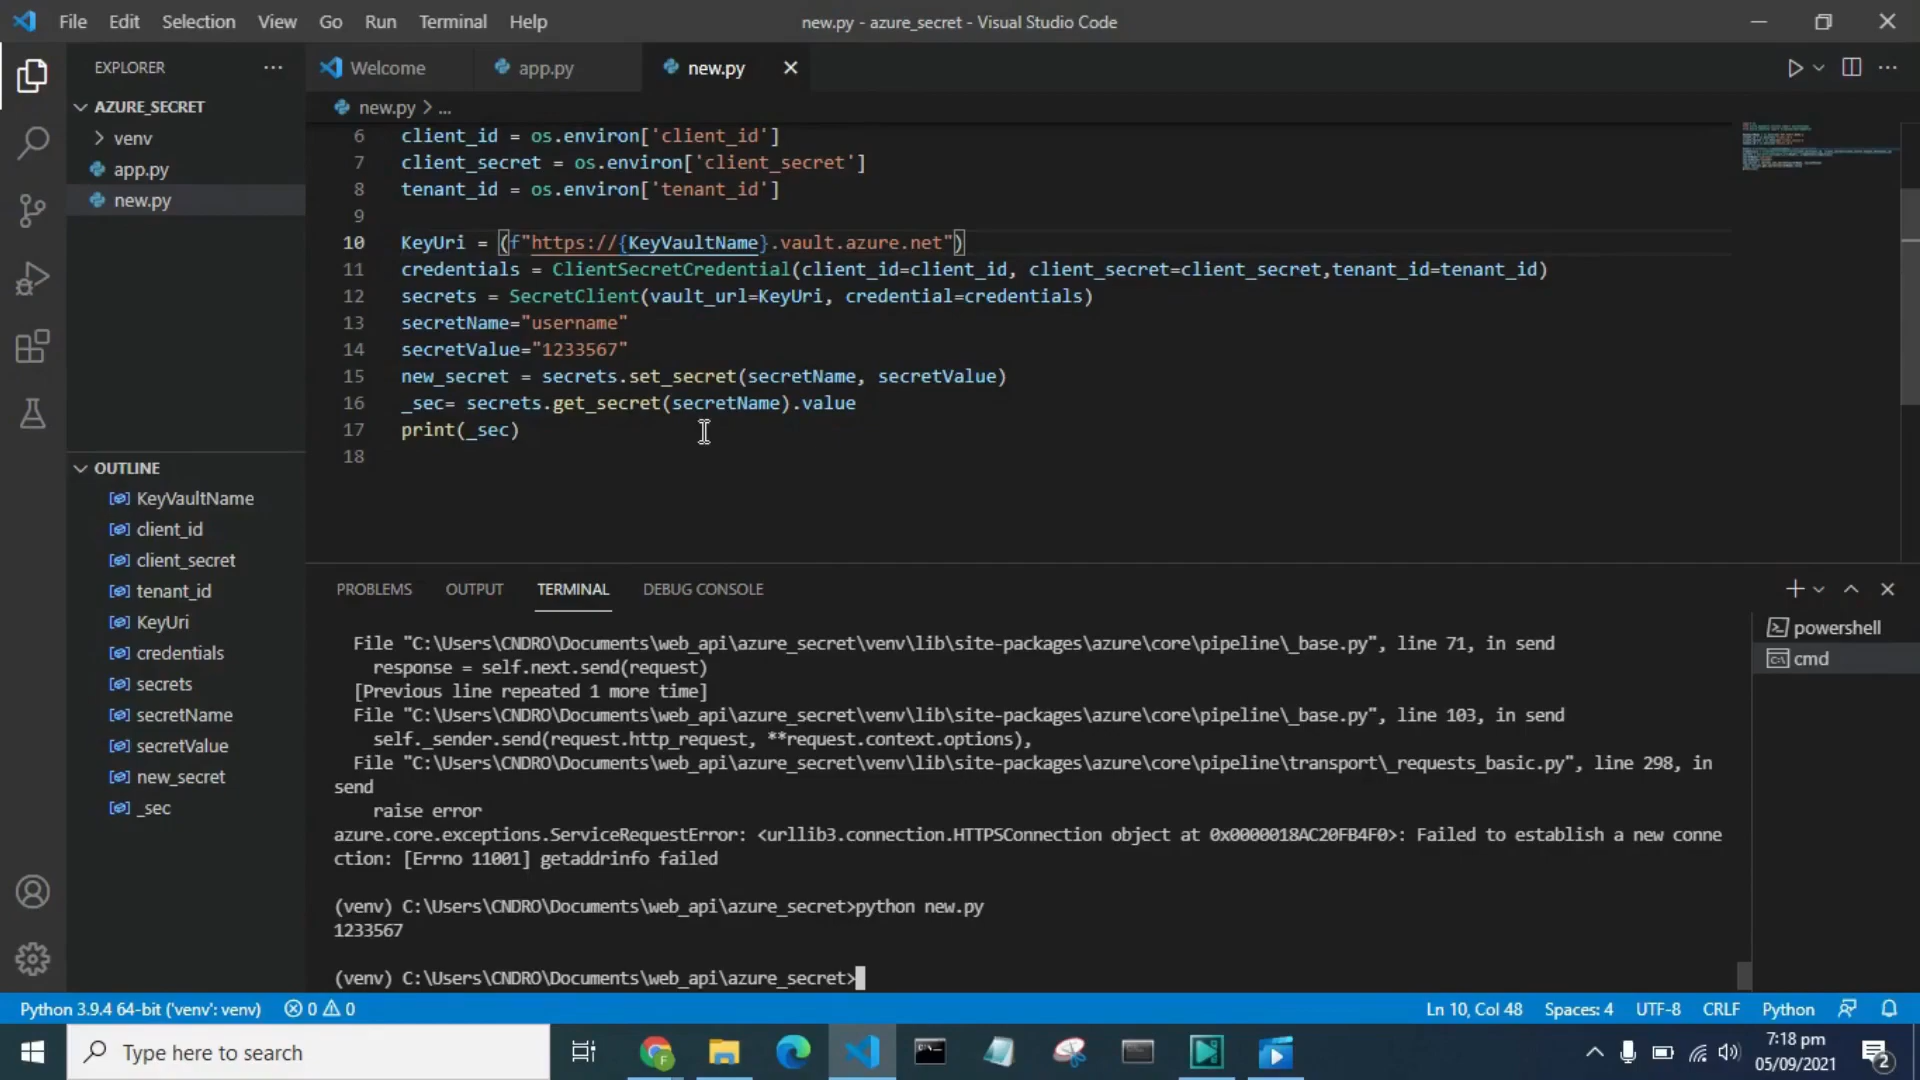 File Edit Selection View Go Run Terminal Help
new.py - azure_secret - Visual Studio Code
EXPLORER
Welcome
app.py
new.py
AZURE_SECRET
new.py > ...
venv
app.py
new.py
6 client_id = os.environ['client_id']
7 client_secret = os.environ['client_secret']
8 tenant_id = os.environ['tenant_id']
9
10 KeyUri = (f"https://{KeyVaultName}.vault.azure.net")
11 credentials = ClientSecretCredential(client_id=client_id, client_secret=client_secret,tenant_id=tenant_id)
12 secrets = SecretClient(vault_url=KeyUri, credential=credentials)
13 secretName="username"
14 secretValue="1233567"
15 new_secret = secrets.set_secret(secretName, secretValue)
16 _sec= secrets.get_secret(secretName).value
17 print(_sec)
18
OUTLINE
KeyVaultName
client_id
client_secret
tenant_id
KeyUri
credentials
secrets
secretName
secretValue
new_secret
_sec
PROBLEMS OUTPUT TERMINAL DEBUG CONSOLE
powershell
cmd
File "C:\Users\CNDRO\Documents\web_api\azure_secret\venv\lib\site-packages\azure\core\pipeline\_base.py", line 71, in send
response = self.next.send(request)
[Previous line repeated 1 more time]
File "C:\Users\CNDRO\Documents\web_api\azure_secret\venv\lib\site-packages\azure\core\pipeline\_base.py", line 103, in send
self._sender.send(request.http_request, **request.context.options),
File "C:\Users\CNDRO\Documents\web_api\azure_secret\venv\lib\site-packages\azure\core\pipeline\transport\_requests_basic.py", line 298, in
send
raise error
azure.core.exceptions.ServiceRequestError: <urllib3.connection.HTTPSConnection object at 0x0000018AC20FB4F0>: Failed to establish a new conne
ction: [Errno 11001] getaddrinfo failed
(venv) C:\Users\CNDRO\Documents\web_api\azure_secret>python new.py
1233567
(venv) C:\Users\CNDRO\Documents\web_api\azure_secret>
Python 3.9.4 64-bit ('venv': venv) 0 0
Ln 10, Col 48 Spaces: 4 UTF-8 CRLF Python
Type here to search
7:18 pm
05/09/2021
2